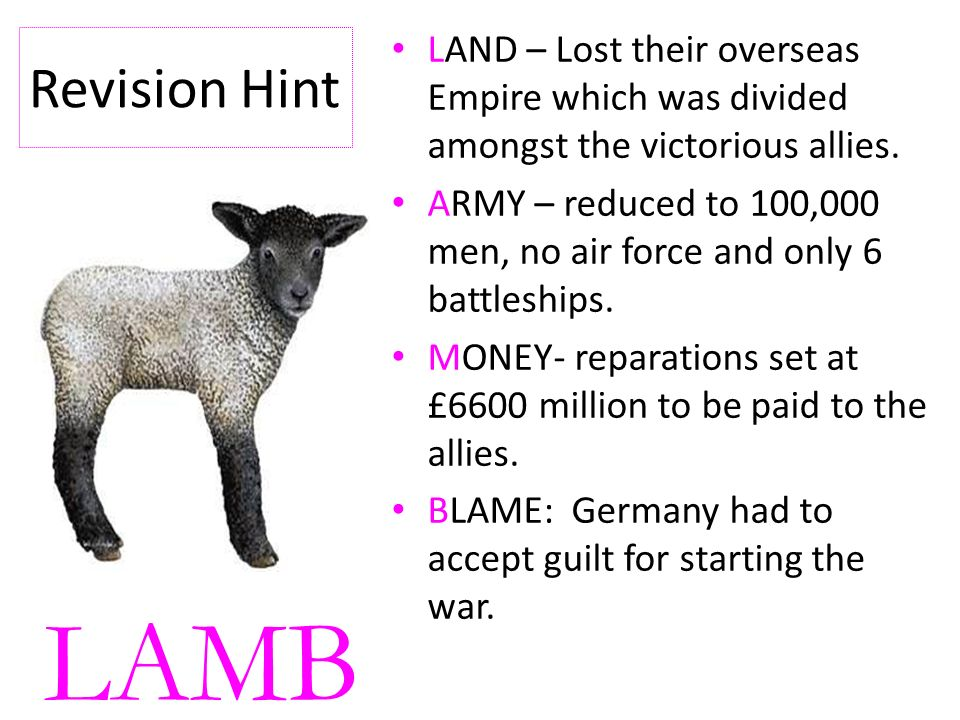 Revision Hint
• LAND – Lost their overseas
Empire which was divided
amongst the victorious allies.
• ARMY – reduced to 100,000
men, no air force and only 6
battleships.
• MONEY- reparations set at
£6600 million to be paid to the
allies.
• BLAME:  Germany had to
accept guilt for starting the
war.
LAMB